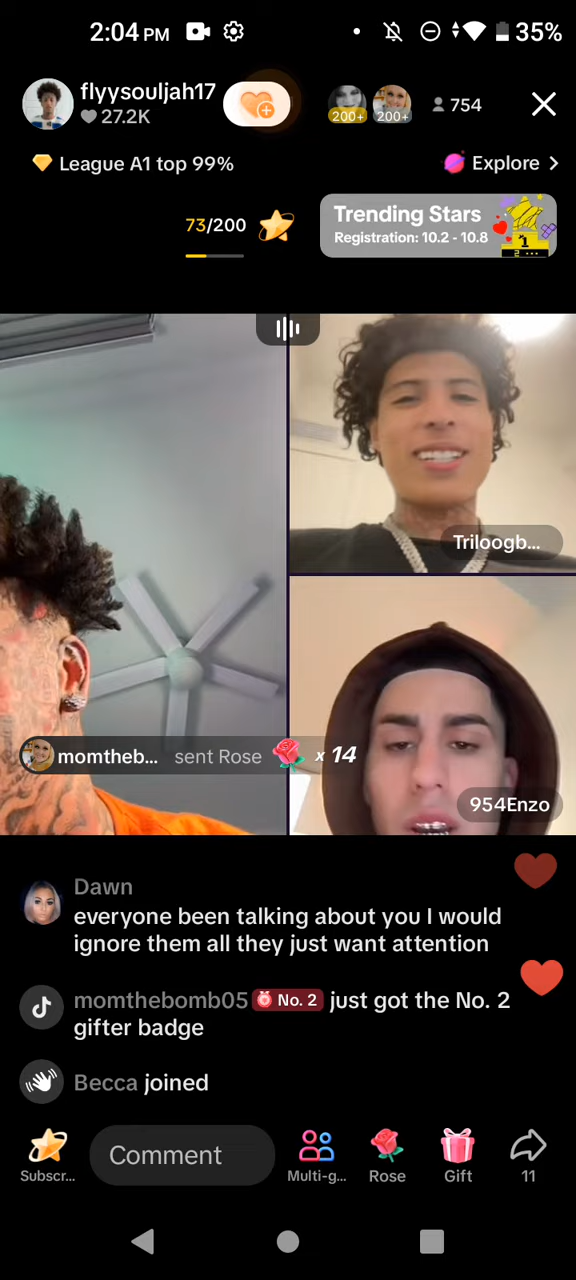 2:04 PM 35%
flyysouljah17
27.2K
200+ 200+ 754
League A1 top 99% Explore
73/200
Trending Stars
Registration: 10.2 - 10.8
1
2
Triloogb...
momtheb... sent Rose x 14
954Enzo
Dawn
everyone been talking about you I would
ignore them all they just want attention
momthebomb05 No. 2 just got the No. 2
gifter badge
Becca joined
Comment
Subscr... Multi-g... Rose Gift 11